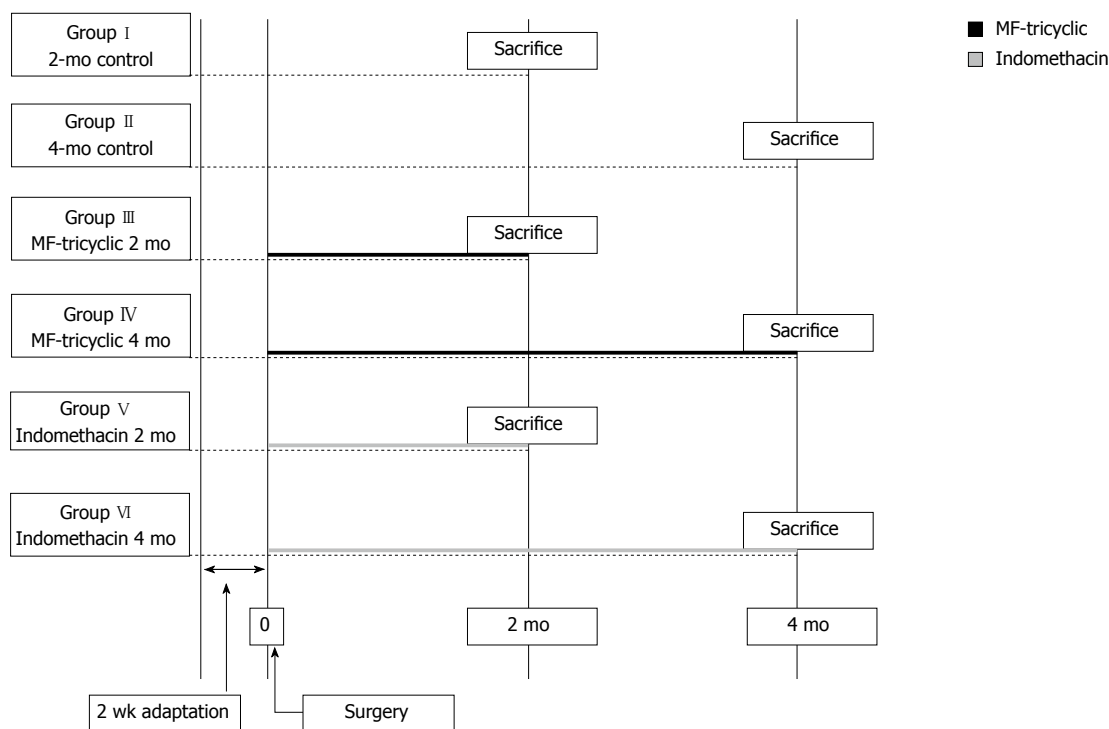 Group Ⅰ
2-mo control
Sacrifice
MF-tricyclic
Indomethacin
Group Ⅱ
4-mo control
Sacrifice
Group Ⅲ
MF-tricyclic 2 mo
Sacrifice
Group Ⅳ
MF-tricyclic 4 mo
Sacrifice
Group Ⅴ
Indomethacin 2 mo
Sacrifice
Group Ⅵ
Indomethacin 4 mo
Sacrifice
0
2 mo
4 mo
2 wk adaptation
Surgery